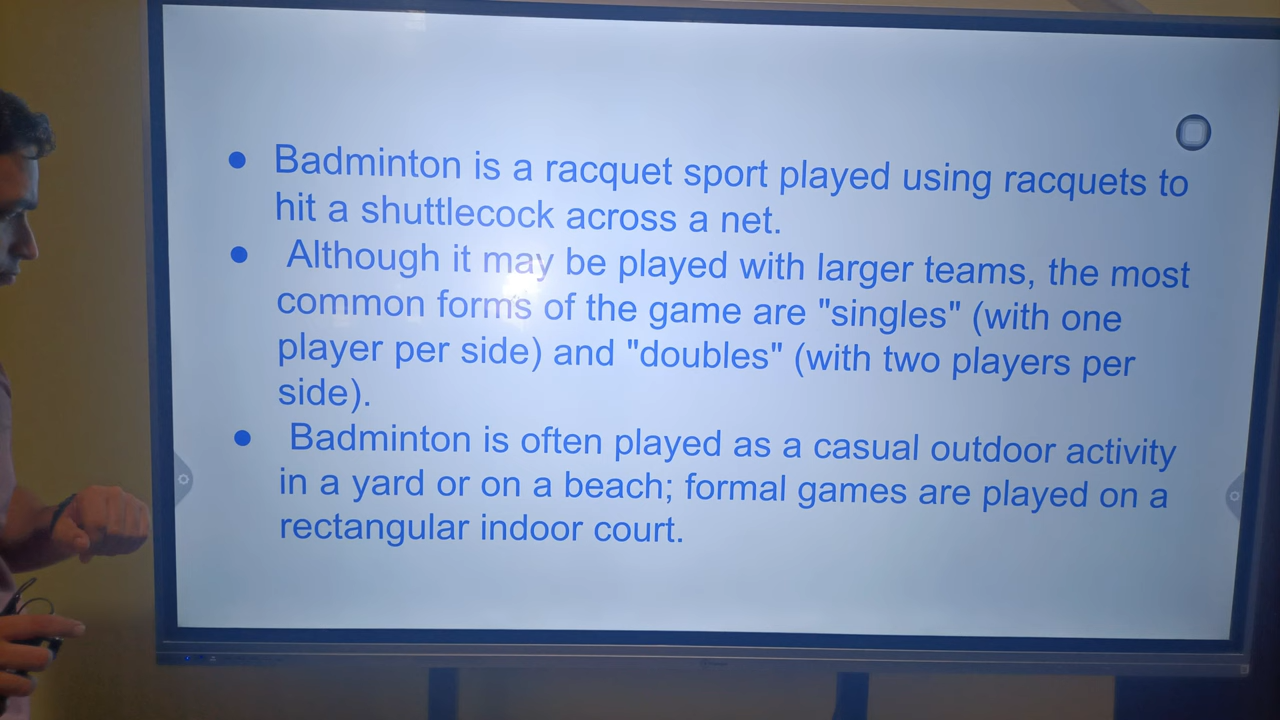 ● Badminton is a racquet sport played using racquets to
hit a shuttlecock across a net.
● Although it may be played with larger teams, the most
common forms of the game are "singles" (with one
player per side) and "doubles" (with two players per
side).
● Badminton is often played as a casual outdoor activity
in a yard or on a beach; formal games are played on a
rectangular indoor court.